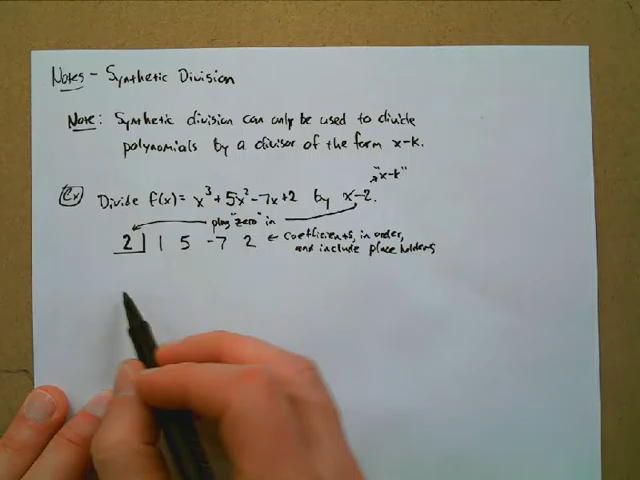 Notes - Synthetic Division
Note: Synthetic division can only be used to divide
polynomials by a divisor of the form x-k.
"x-k"
Ex Divide f(x) = x³ + 5x² - 7x + 2 by x-2.
plug "zero" in
2 | 1 5 -7 2 ← coefficients, in order,
and include place holders